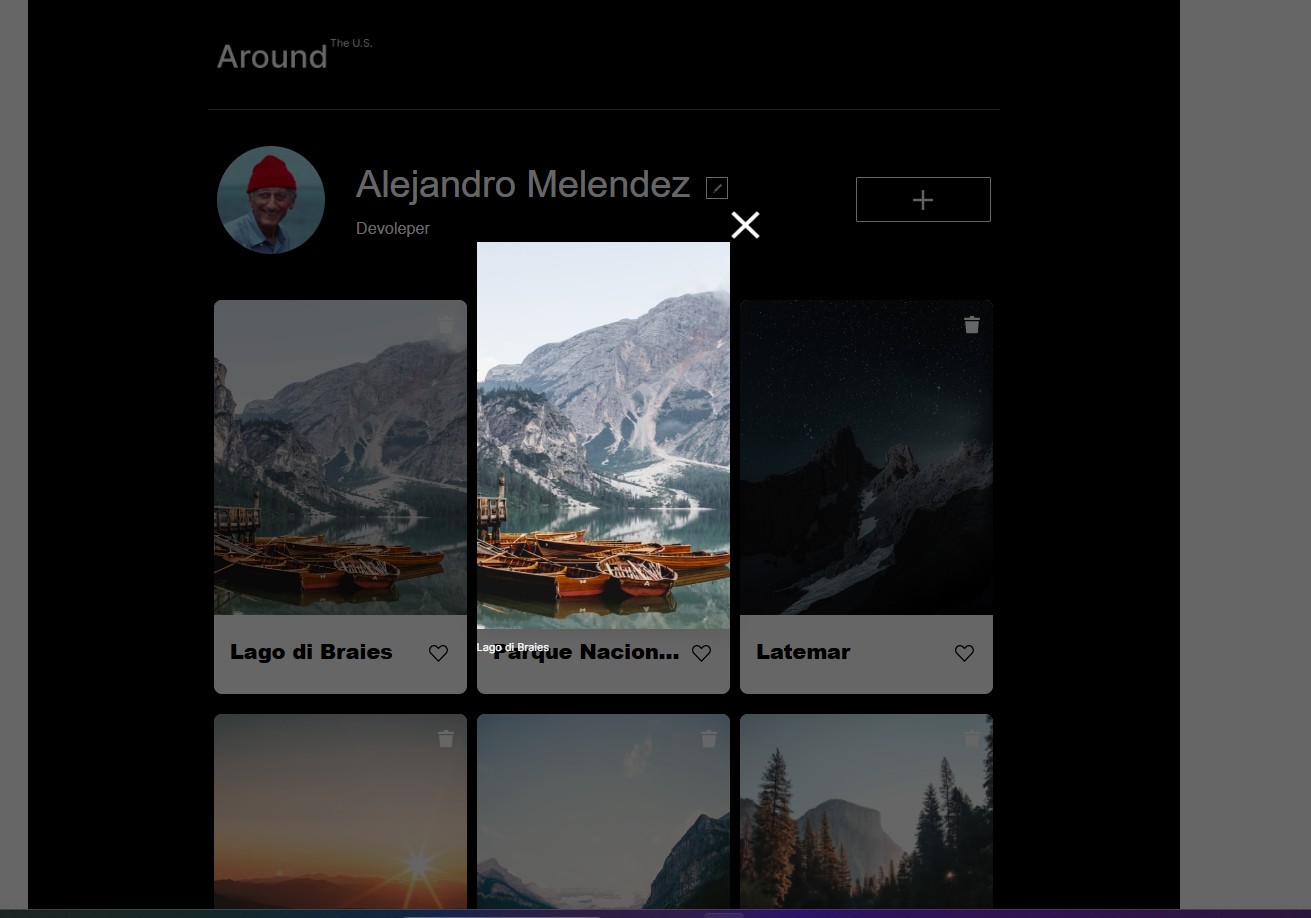 Around The U.S.
Alejandro Melendez
Devoleper
Lago di Braies
Lago di Braies
Parque Nacion...
Latemar